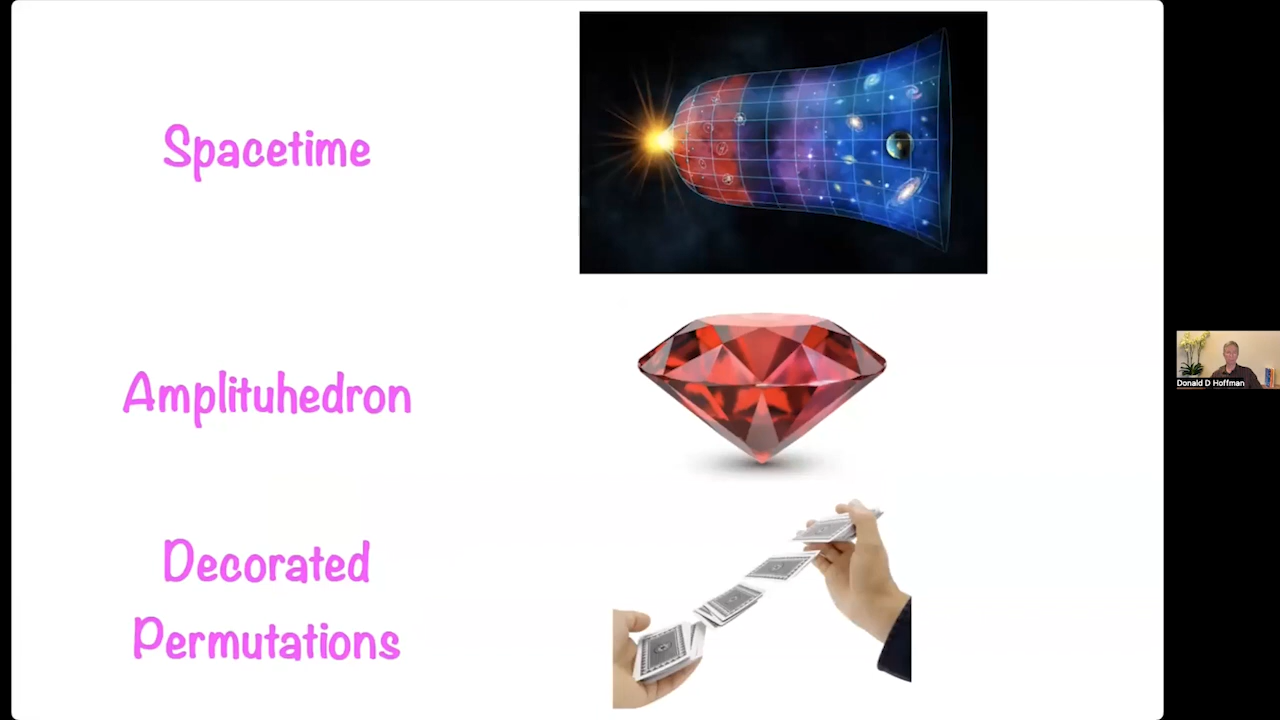 Spacetime
Amplituhedron
Decorated
Permutations
Donald D Hoffman